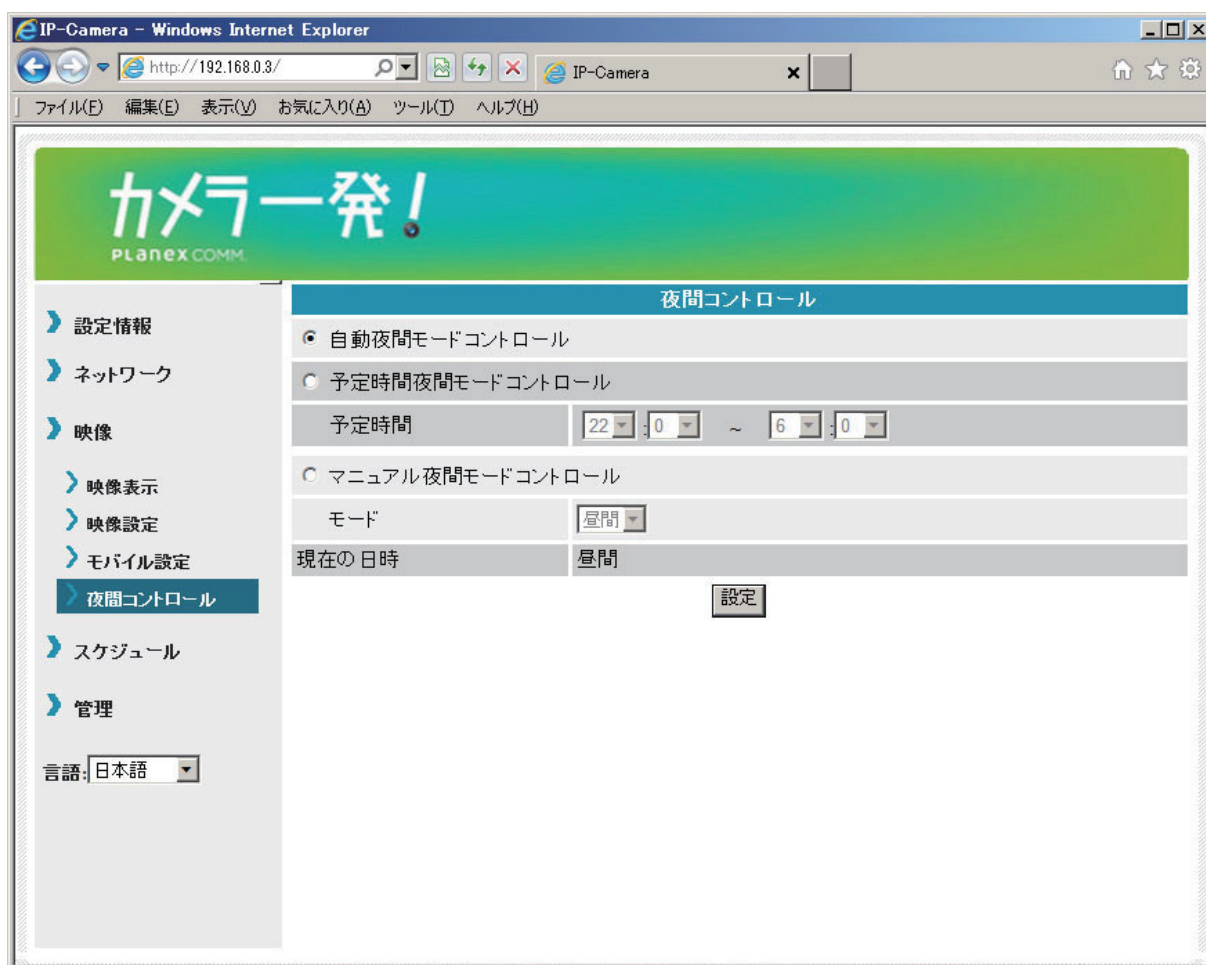 IP-Camera - Windows Internet Explorer
http://192.168.0.3/
IP-Camera
ファイル(F) 編集(E) 表示(V) お気に入り(A) ツール(T) ヘルプ(H)
カメラ一発!
PLANEX COMM.
設定情報
ネットワーク
映像
映像表示
映像設定
モバイル設定
夜間コントロール
スケジュール
管理
言語: 日本語
夜間コントロール
自動夜間モードコントロール
予定時間夜間モードコントロール
予定時間 22 : 0 ~ 6 : 0
マニュアル夜間モードコントロール
モード 昼間
現在の日時 昼間
設定